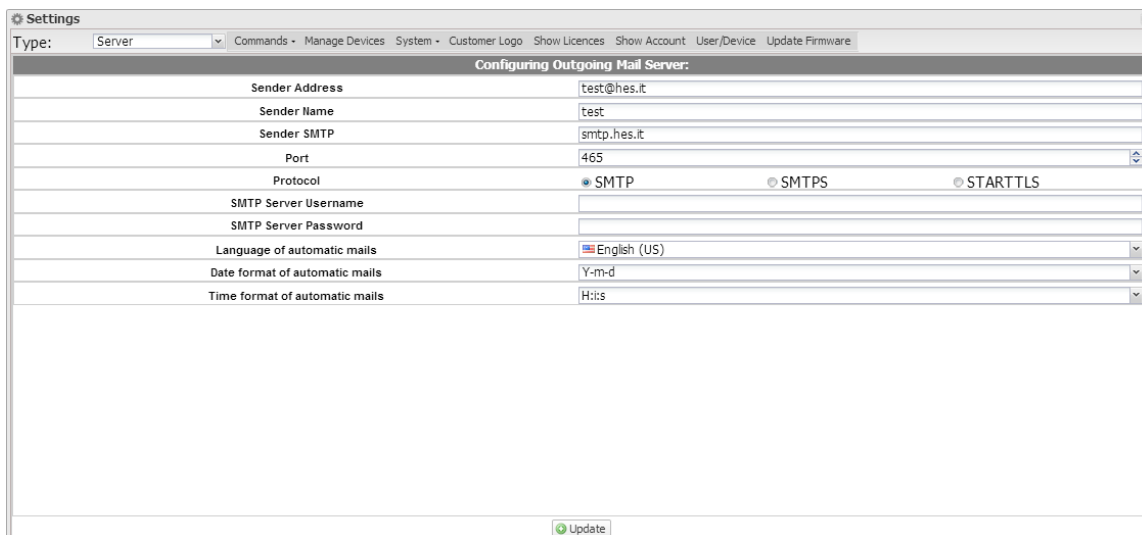 Settings
Type: Server Commands Manage Devices System Customer Logo Show Licences Show Account User/Device Update Firmware
Configuring Outgoing Mail Server:
Sender Address test@hes.it
Sender Name test
Sender SMTP smtp.hes.it
Port 465
Protocol SMTP SMTPS STARTTLS
SMTP Server Username
SMTP Server Password
Language of automatic mails English (US)
Date format of automatic mails Y-m-d
Time format of automatic mails H:i:s
Update